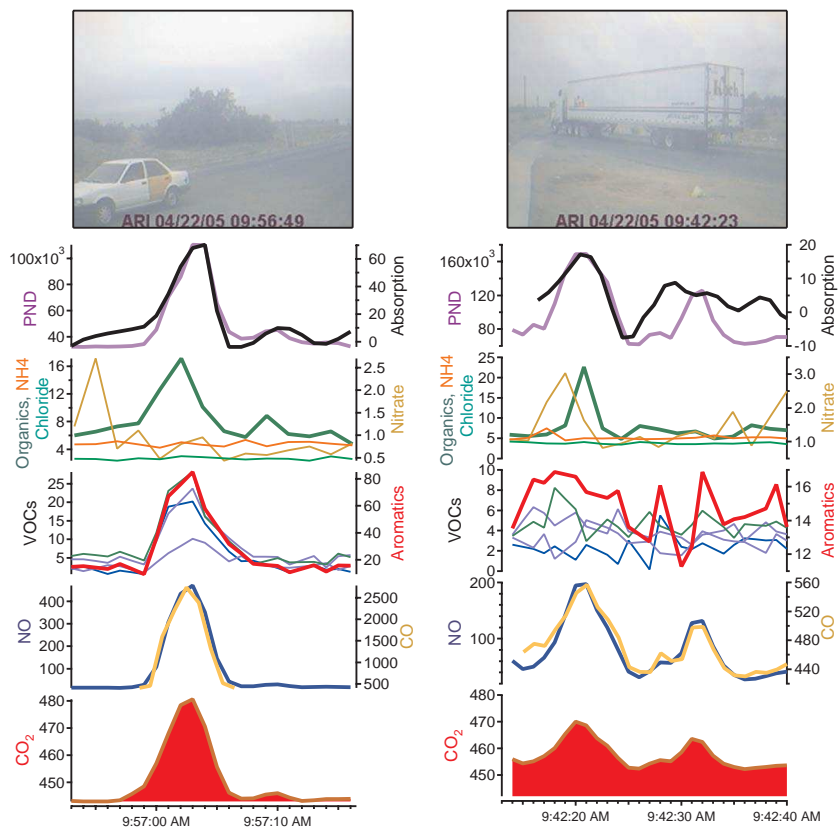 ARI 04/22/05 09:56:49
ARI 04/22/05 09:42:23
100x10³
80
60
40
PND
60
40
20
0
Absorption
160x10³
120
80
PND
20
10
0
-10
Absorption
16
12
8
4
Organics, NH4
Chloride
2.5
2.0
1.5
1.0
0.5
Nitrate
25
20
15
10
5
0
Organics, NH4
Chloride
3.0
2.0
1.0
Nitrate
25
20
15
10
5
VOCs
80
60
40
20
Aromatics
10
8
6
4
2
0
VOCs
16
14
12
Aromatics
400
300
200
100
NO
2500
2000
1500
1000
500
CO
200
100
NO
560
520
480
440
CO
480
470
460
450
CO₂
9:57:00 AM
9:57:10 AM
480
470
460
450
CO₂
9:42:20 AM
9:42:30 AM
9:42:40 AM